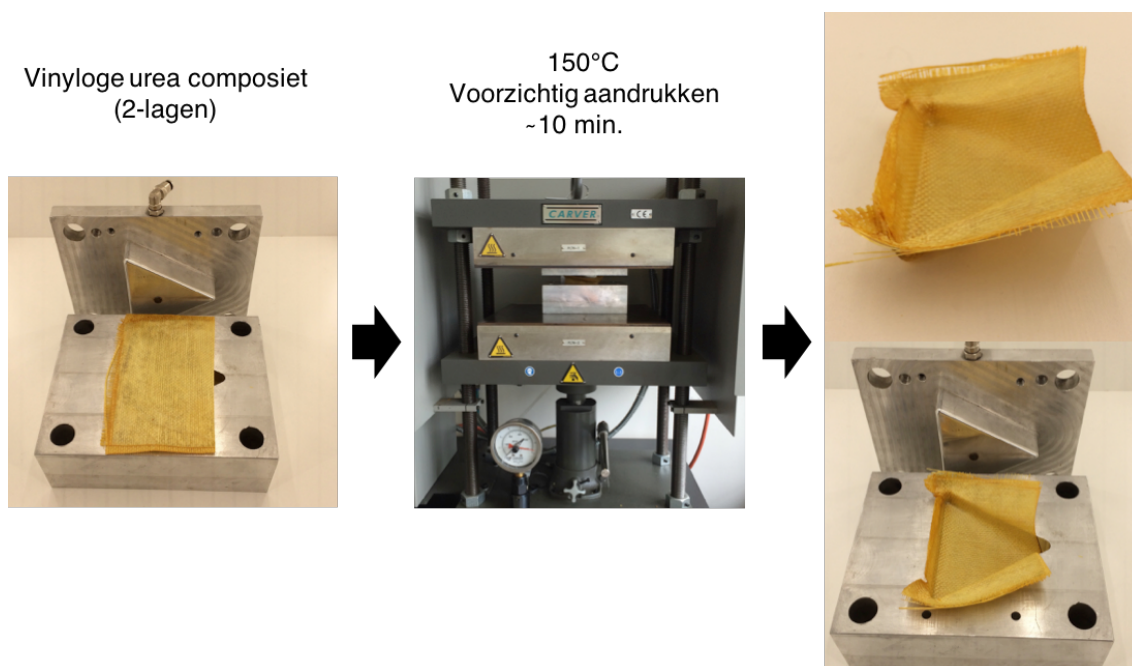 Vinyloge urea composiet
(2-lagen)
150°C
Voorzichtig aandrukken
~10 min.
CARVER
CE